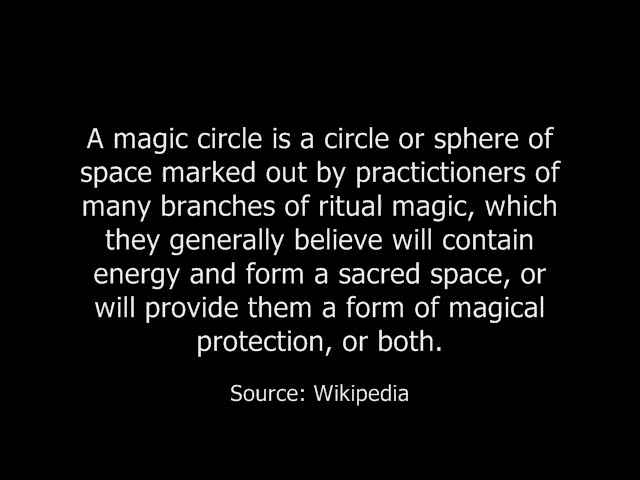 A magic circle is a circle or sphere of
space marked out by practictioners of
many branches of ritual magic, which
they generally believe will contain
energy and form a sacred space, or
will provide them a form of magical
protection, or both.
Source: Wikipedia